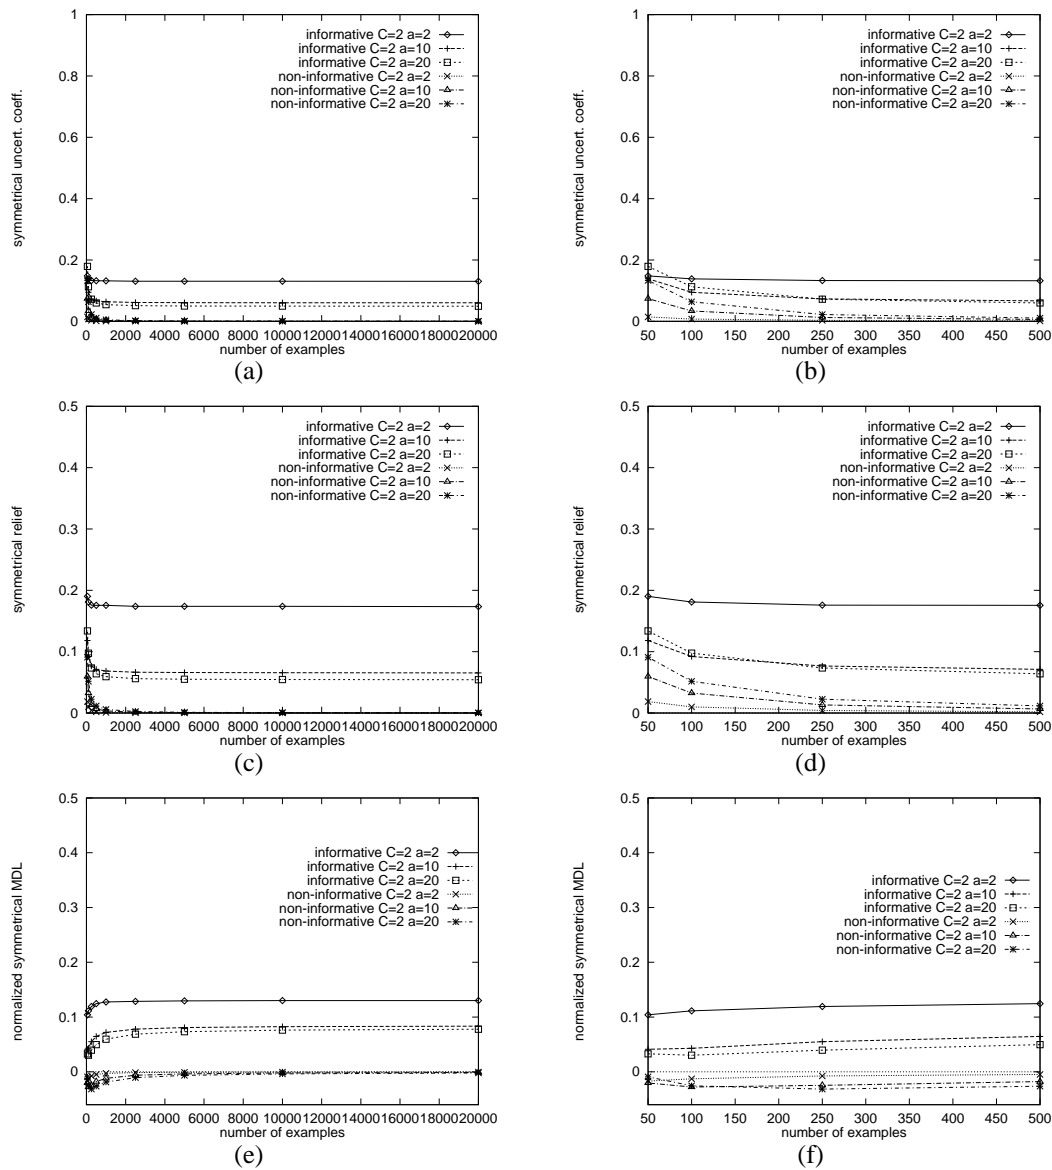 symmetrical uncert. coeff.
1
0.8
0.6
0.4
0.2
0
informative C=2 a=2
informative C=2 a=10
informative C=2 a=20
non-informative C=2 a=2
non-informative C=2 a=10
non-informative C=2 a=20
0 2000 4000 6000 8000 10000 12000 14000 16000 18000 20000
number of examples
(a)
symmetrical uncert. coeff.
1
0.8
0.6
0.4
0.2
0
informative C=2 a=2
informative C=2 a=10
informative C=2 a=20
non-informative C=2 a=2
non-informative C=2 a=10
non-informative C=2 a=20
50 100 150 200 250 300 350 400 450 500
number of examples
(b)
symmetrical relief
0.5
0.4
0.3
0.2
0.1
0
informative C=2 a=2
informative C=2 a=10
informative C=2 a=20
non-informative C=2 a=2
non-informative C=2 a=10
non-informative C=2 a=20
0 2000 4000 6000 8000 10000 12000 14000 16000 18000 20000
number of examples
(c)
symmetrical relief
0.5
0.4
0.3
0.2
0.1
0
informative C=2 a=2
informative C=2 a=10
informative C=2 a=20
non-informative C=2 a=2
non-informative C=2 a=10
non-informative C=2 a=20
50 100 150 200 250 300 350 400 450 500
number of examples
(d)
normalized symmetrical MDL
0.5
0.4
0.3
0.2
0.1
0
informative C=2 a=2
informative C=2 a=10
informative C=2 a=20
non-informative C=2 a=2
non-informative C=2 a=10
non-informative C=2 a=20
0 2000 4000 6000 8000 10000 12000 14000 16000 18000 20000
number of examples
(e)
normalized symmetrical MDL
0.5
0.4
0.3
0.2
0.1
0
informative C=2 a=2
informative C=2 a=10
informative C=2 a=20
non-informative C=2 a=2
non-informative C=2 a=10
non-informative C=2 a=20
50 100 150 200 250 300 350 400 450 500
number of examples
(f)